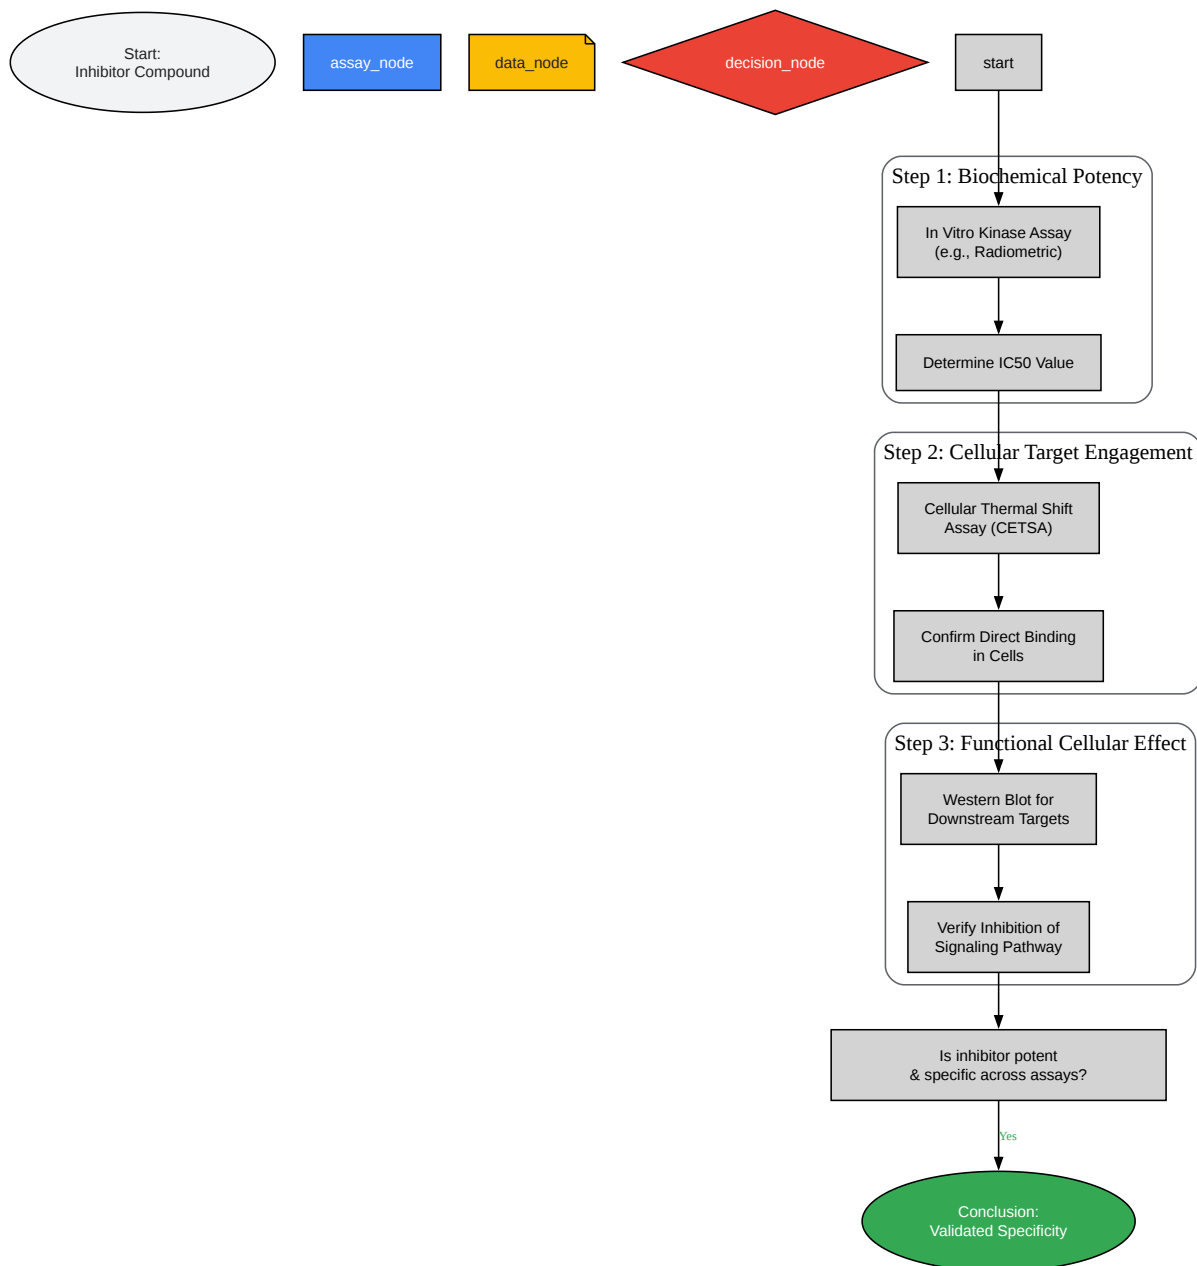 Start:
Inhibitor Compound
assay_node
data_node
decision_node
start
Step 1: Biochemical Potency
In Vitro Kinase Assay
(e.g., Radiometric)
Determine IC50 Value
Step 2: Cellular Target Engagement
Cellular Thermal Shift
Assay (CETSA)
Confirm Direct Binding
in Cells
Step 3: Functional Cellular Effect
Western Blot for
Downstream Targets
Verify Inhibition of
Signaling Pathway
Is inhibitor potent
& specific across assays?
Yes
Conclusion:
Validated Specificity